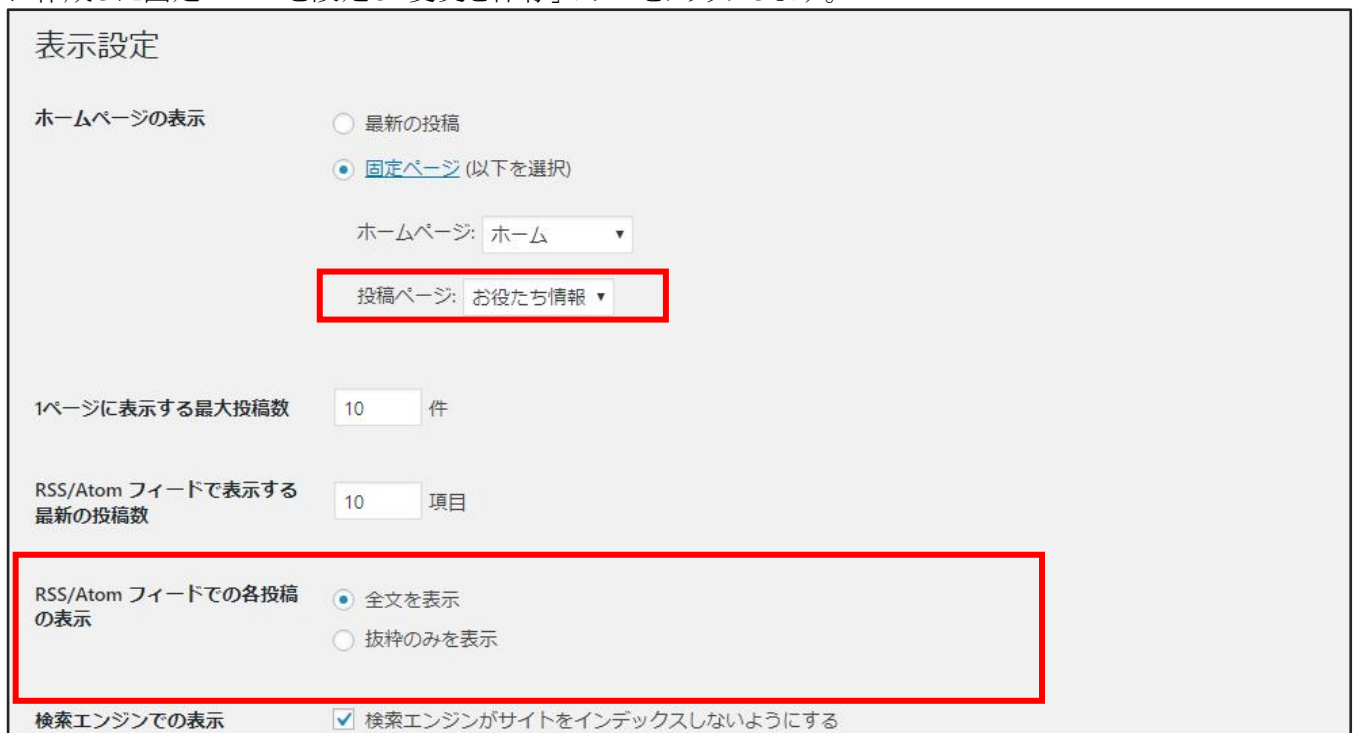 表示設定
ホームページの表示
最新の投稿
固定ページ (以下を選択)
ホームページ: ホーム
投稿ページ: お役たち情報
1ページに表示する最大投稿数 10 件
RSS/Atom フィードで表示する
最新の投稿数
10 項目
RSS/Atom フィードでの各投稿
の表示
全文を表示
抜粋のみを表示
検索エンジンでの表示 検索エンジンがサイトをインデックスしないようにする